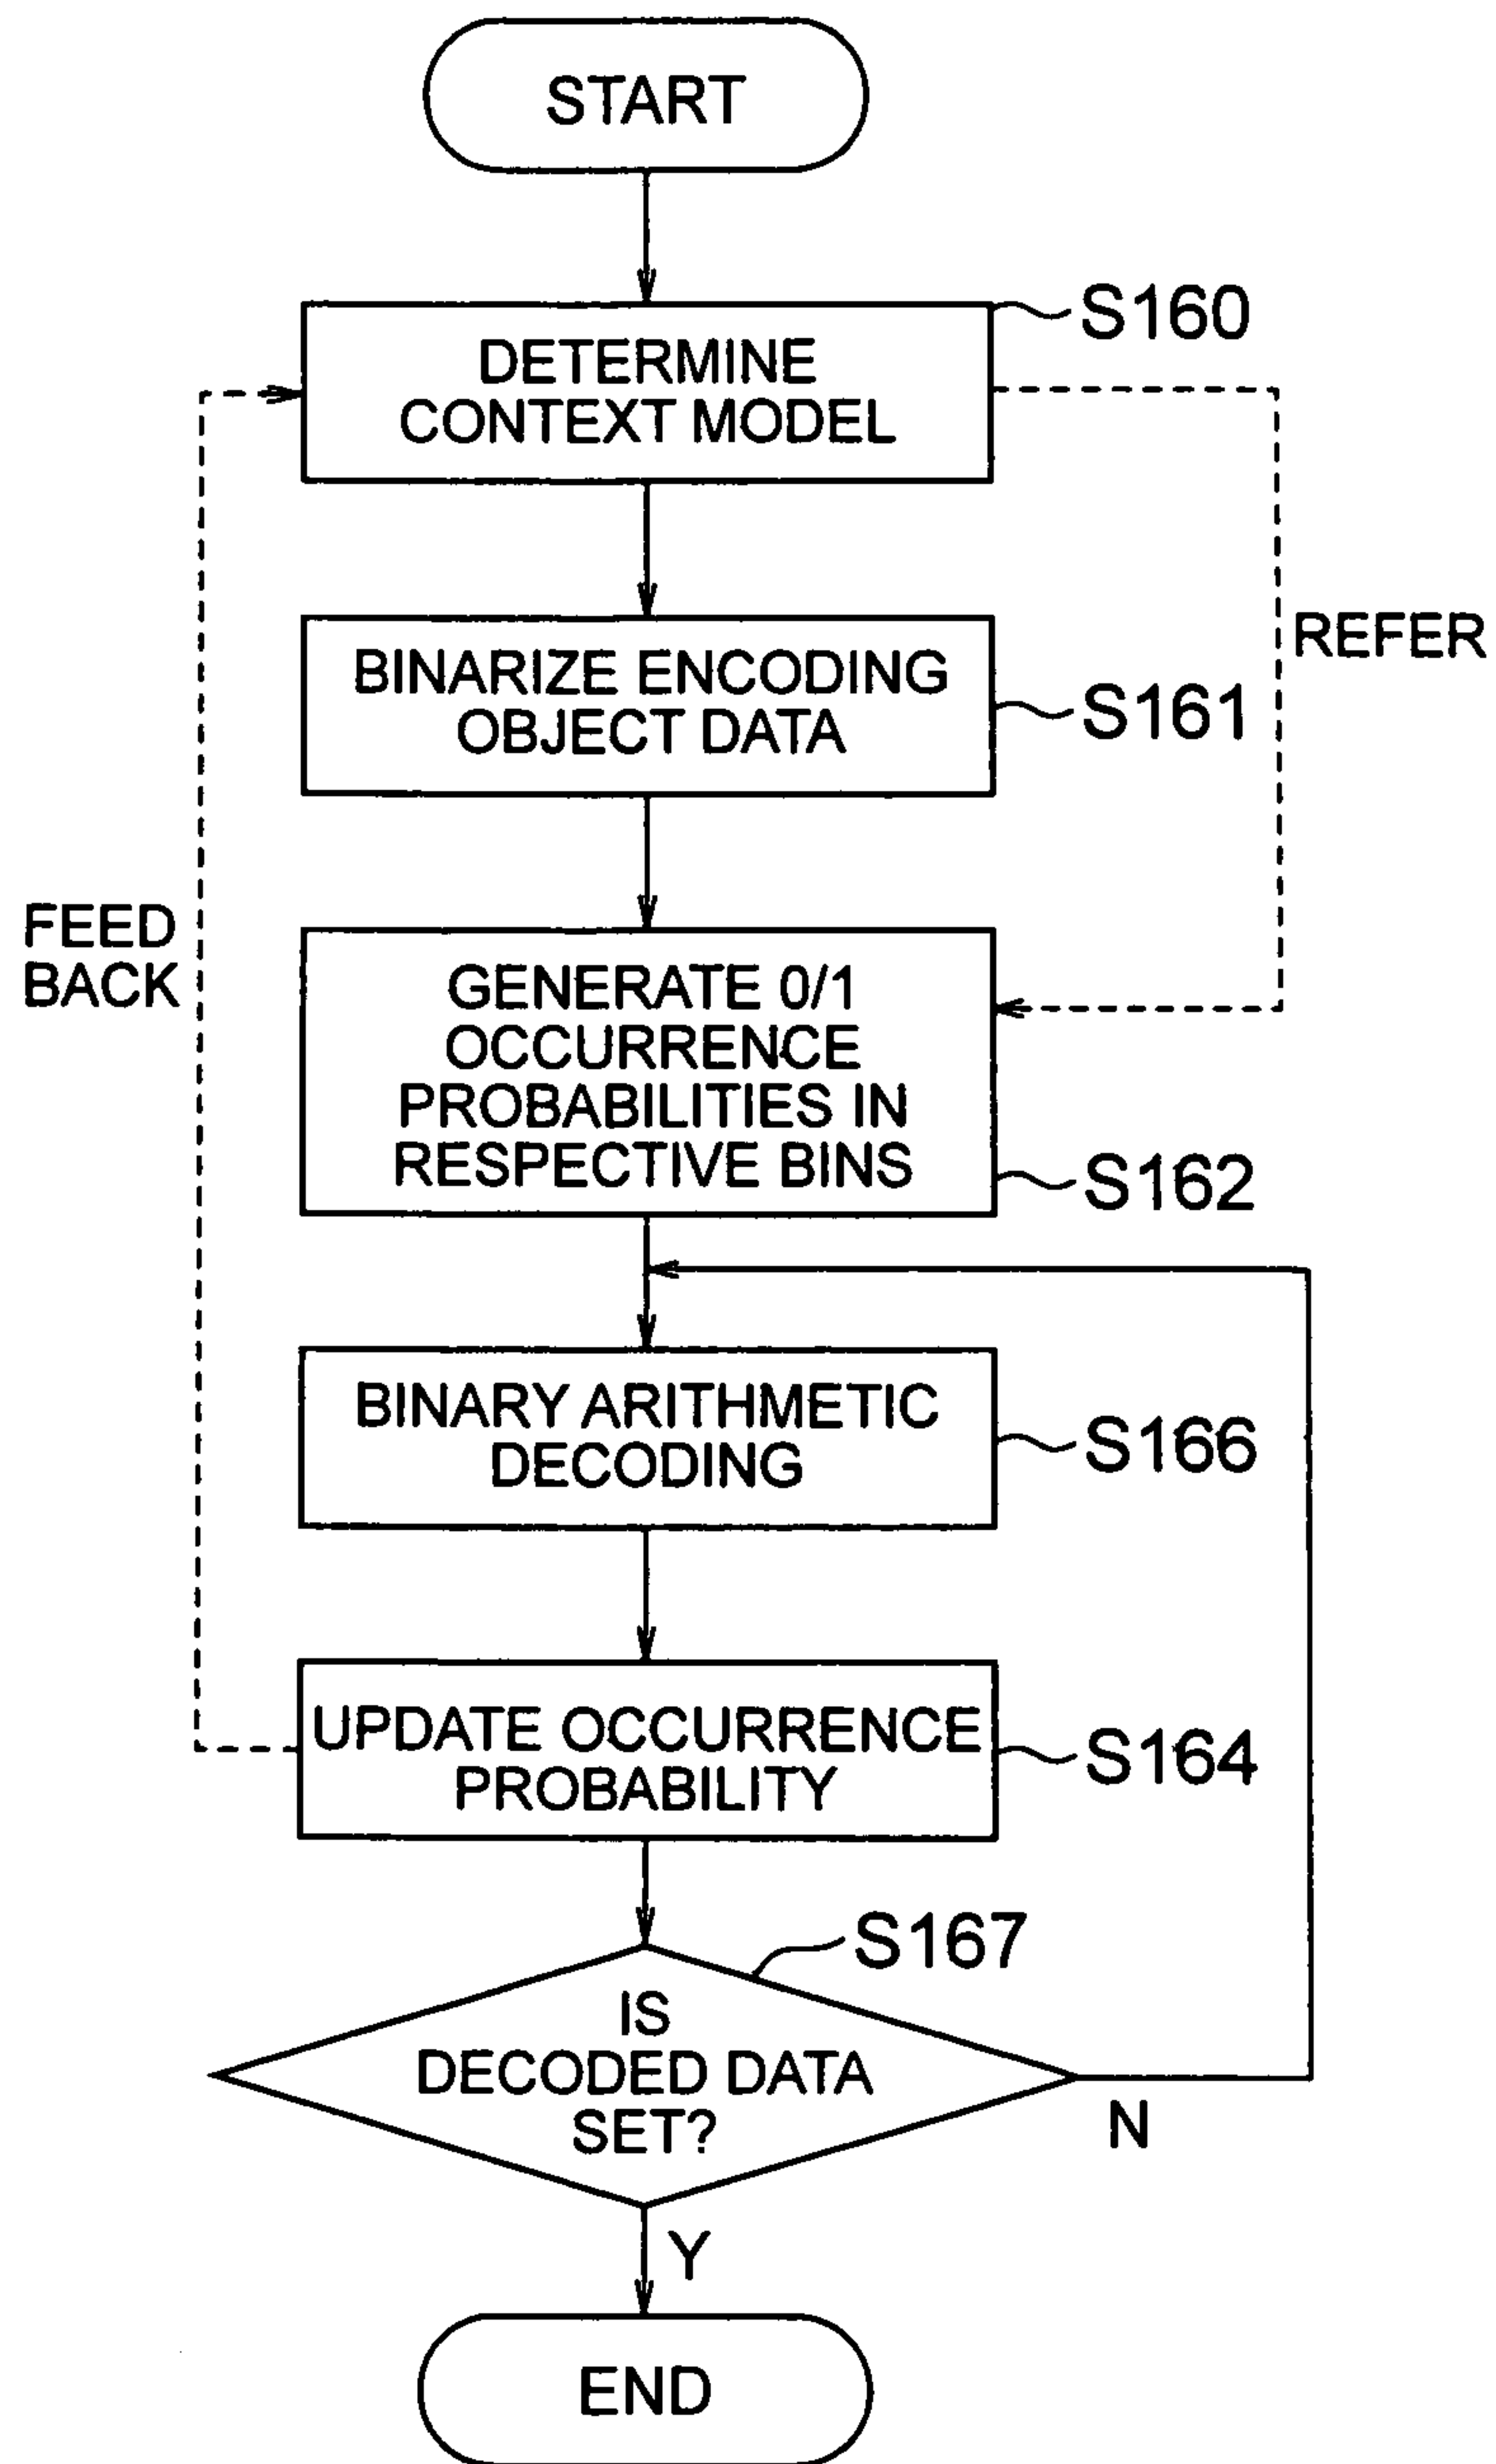 START
S160
DETERMINE
CONTEXT MODEL
REFER
BINARIZE ENCODING
OBJECT DATA
S161
FEED
BACK
GENERATE 0/1
OCCURRENCE
PROBABILITIES IN
RESPECTIVE BINS
S162
BINARY ARITHMETIC
DECODING
S166
UPDATE OCCURRENCE
PROBABILITY
S164
S167
IS
DECODED DATA
SET?
N
Y
END